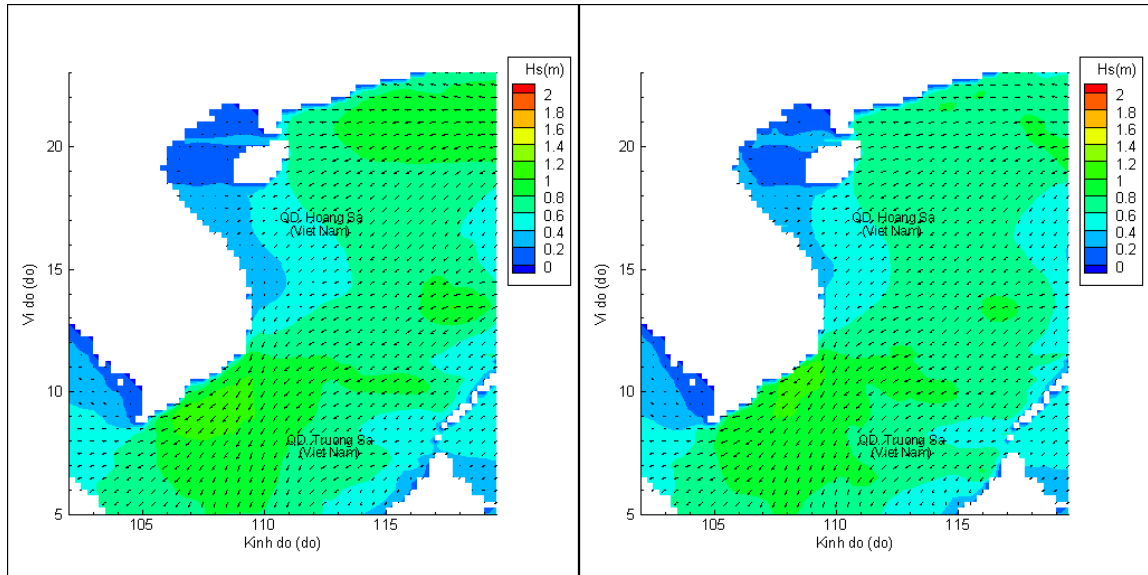 Hs(m)
2
1.8
1.6
1.4
1.2
1
0.8
0.6
0.4
0.2
0
Vi do (do)
20
15
10
5
QD. Hoang Sa
(Viet Nam)
QD. Truong Sa
(Viet Nam)
105
110
115
Kinh do (do)
Hs(m)
2
1.8
1.6
1.4
1.2
1
0.8
0.6
0.4
0.2
0
Vi do (do)
20
15
10
5
QD. Hoang Sa
(Viet Nam)
QD. Truong Sa
(Viet Nam)
105
110
115
Kinh do (do)